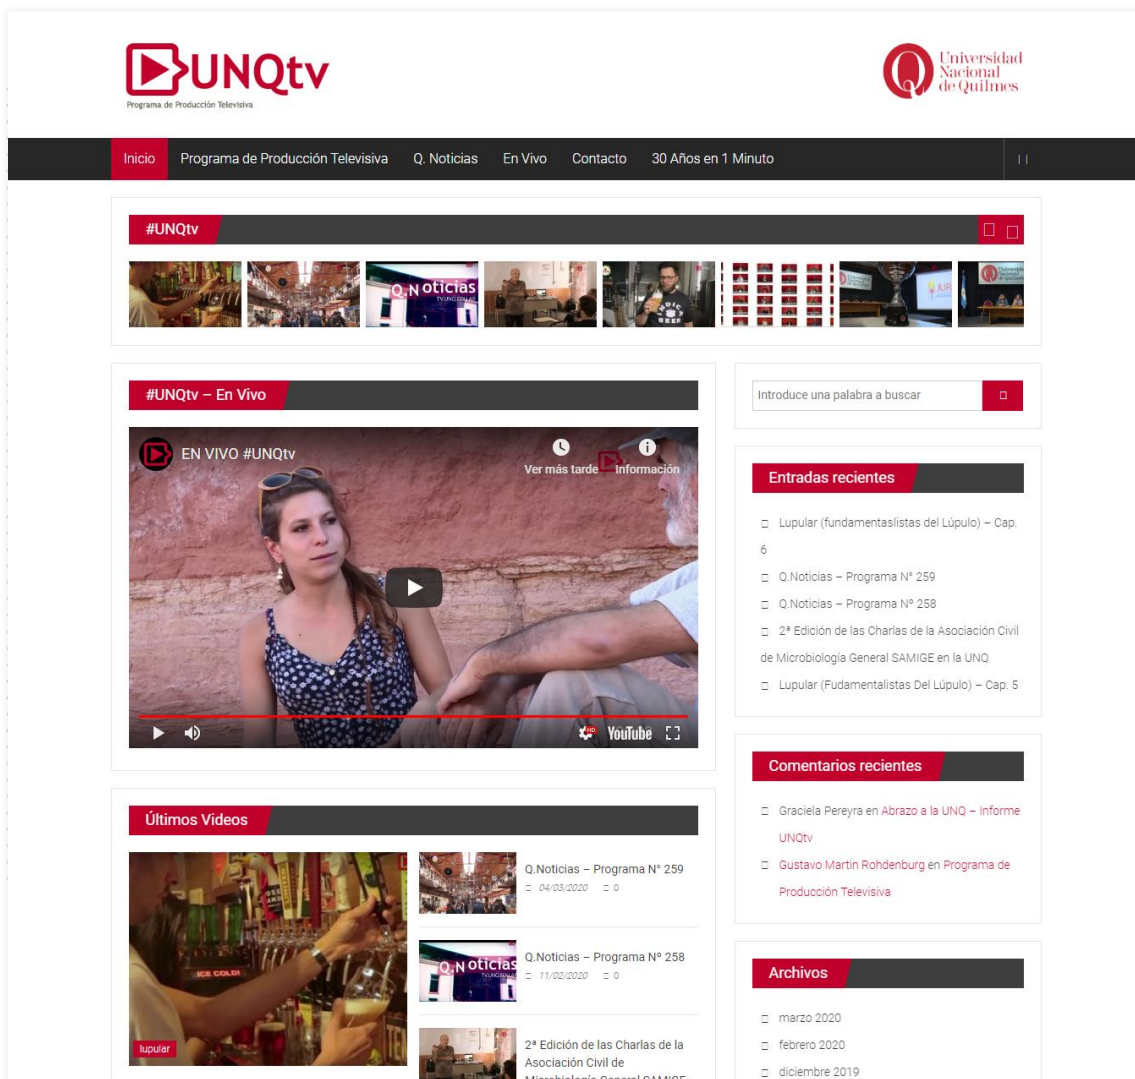 UNQtv
Programa de Producción Televisiva
Universidad
Nacional
de Quilmes
Inicio
Programa de Producción Televisiva
Q. Noticias
En Vivo
Contacto
30 Años en 1 Minuto
#UNQtv
Q.Noticias
#UNQtv – En Vivo
EN VIVO #UNQtv
Ver más tarde
Información
HD
YouTube
Introduce una palabra a buscar
Entradas recientes
Lupular (fundamentaslistas del Lúpulo) – Cap.
6
Q.Noticias – Programa N° 259
Q.Noticias – Programa Nº 258
2ª Edición de las Charlas de la Asociación Civil
de Microbiología General SAMIGE en la UNQ
Lupular (Fudamentalistas Del Lúpulo) – Cap. 5
Comentarios recientes
Graciela Pereyra en Abrazo a la UNQ – Informe
UNQtv
Gustavo Martin Rohdenburg en Programa de
Producción Televisiva
Archivos
marzo 2020
febrero 2020
diciembre 2019
Últimos Videos
ICE COLD!
lupular
Q.Noticias – Programa N° 259
04/03/2020 0
Q.Noticias
Q.Noticias – Programa Nº 258
11/02/2020 0
2ª Edición de las Charlas de la
Asociación Civil de
Microbiología General SAMIGE